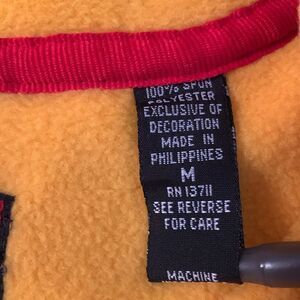 100% SPUN
POLYESTER
EXCLUSIVE OF
DECORATION
MADE IN
PHILIPPINES
M
RN 13711
SEE REVERSE
FOR CARE
MACHINE